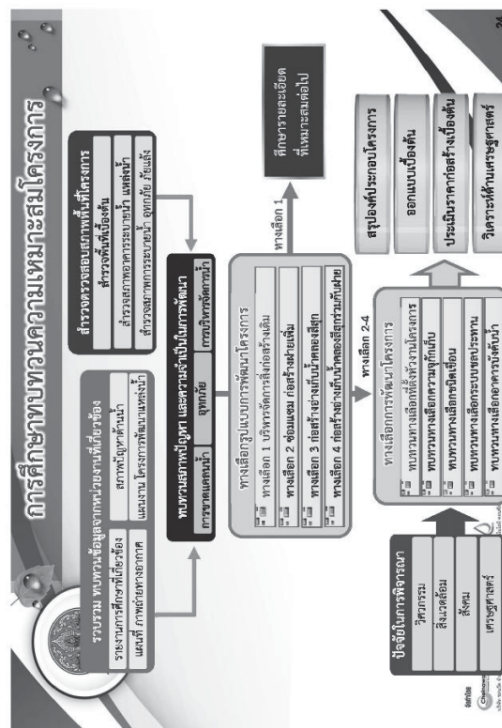 การศึกษาทบทวนความเหมาะสมโครงการ
รวบรวม ทบทวนข้อมูลจากหน่วยงานที่เกี่ยวข้อง
รายงานการศึกษาที่เกี่ยวข้อง
สภาพปัญหาด้านน้ำ
แผนที่ ภาพถ่ายทางอากาศ
แผนงาน โครงการพัฒนาแหล่งน้ำ
สำรวจตรวจสอบสภาพพื้นที่โครงการ
สำรวจพื้นที่เบื้องต้น
สำรวจสภาพอาคารระบายน้ำ แหล่งน้ำ
สำรวจสภาพการระบายน้ำ อุทกภัย ภัยแล้ง
ทบทวนสภาพปัญหา และความจำเป็นในการพัฒนา
การขาดแคลนน้ำ
อุทกภัย
การบริหารจัดการน้ำ
ทางเลือกรูปแบบการพัฒนาโครงการ
ทางเลือก 1 บริหารจัดการสิ่งก่อสร้างเดิม
ทางเลือก 2 ซ่อมแซม ก่อสร้างฝายเพิ่ม
ทางเลือก 3 ก่อสร้างอ่างเก็บน้ำคลองสีสุก
ทางเลือก 4 ก่อสร้างอ่างเก็บน้ำคลองสีสุกร่วมกับฝาย
ทางเลือก 1
ศึกษารายละเอียด
ที่เหมาะสมต่อไป
ทางเลือก 2-4
ปัจจัยในการพิจารณา
วิศวกรรม
สิ่งแวดล้อม
สังคม
เศรษฐศาสตร์
ทางเลือกการพัฒนาโครงการ
ทบทวนทางเลือกที่ตั้งหัวงานโครงการ
ทบทวนทางเลือกความจุกักเก็บ
ทบทวนทางเลือกชนิดเขื่อน
ทบทวนทางเลือกระบบชลประทาน
ทบทวนทางเลือกอาคารบังคับน้ำ
สรุปองค์ประกอบโครงการ
ออกแบบเบื้องต้น
ประเมินราคาก่อสร้างเบื้องต้น
วิเคราะห์ด้านเศรษฐศาสตร์
24